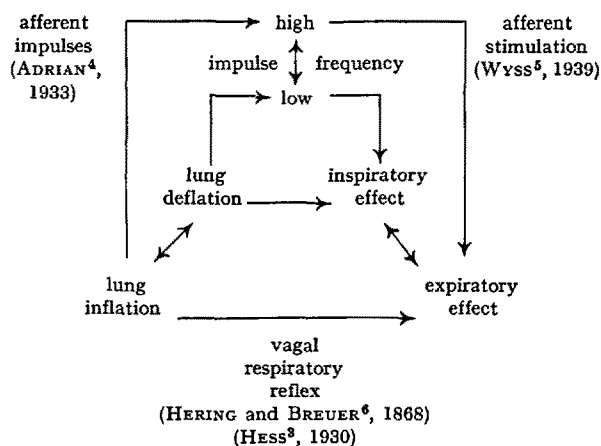 afferent
impulses
(ADRIAN⁴,
1933)
high
impulse frequency
low
afferent
stimulation
(WYSS⁵,
1939)
lung
deflation
inspiratory
effect
lung
inflation
expiratory
effect
vagal
respiratory
reflex
(HERING and BREUER⁶, 1868)
(HESS³, 1930)